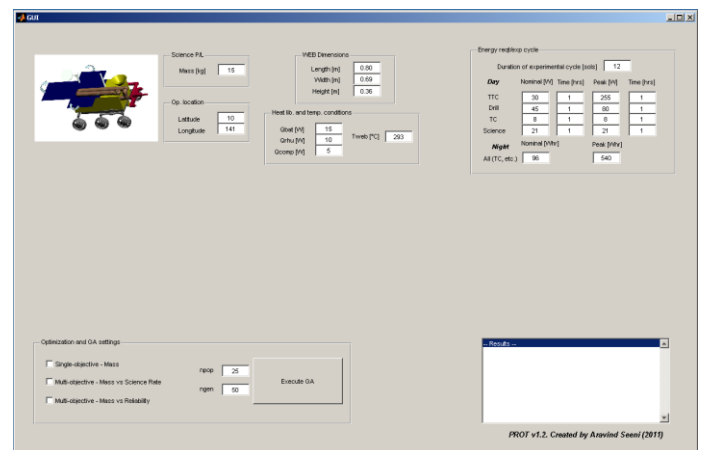 GUI
Science P/L
Mass [kg] 15
Op. location
Latitude 10
Longitude 141
WEB Dimensions
Length [m] 0.80
Width [m] 0.69
Height [m] 0.36
Heat lib. and temp. conditions
Qbat [W] 15
Qrhu [W] 10
Qcomp [W] 5
Tweb [°C] 293
Energy req/exp cycle
Duration of experimental cycle [sols] 12
Day Nominal [W] Time [hrs] Peak [W] Time [hrs]
TTC 30 1 255 1
Drill 45 1 80 1
TC 8 1 8 1
Science 21 1 21 1
Night Nominal [Whr] Peak [Whr]
All (TC, etc.) 96 540
Optimization and GA settings
Single-objective - Mass
Multi-objective - Mass vs Science Rate
Multi-objective - Mass vs Reliability
npop 25
ngen 50
Execute GA
-- Results --
PROT v1.2. Created by Aravind Seeni (2011)